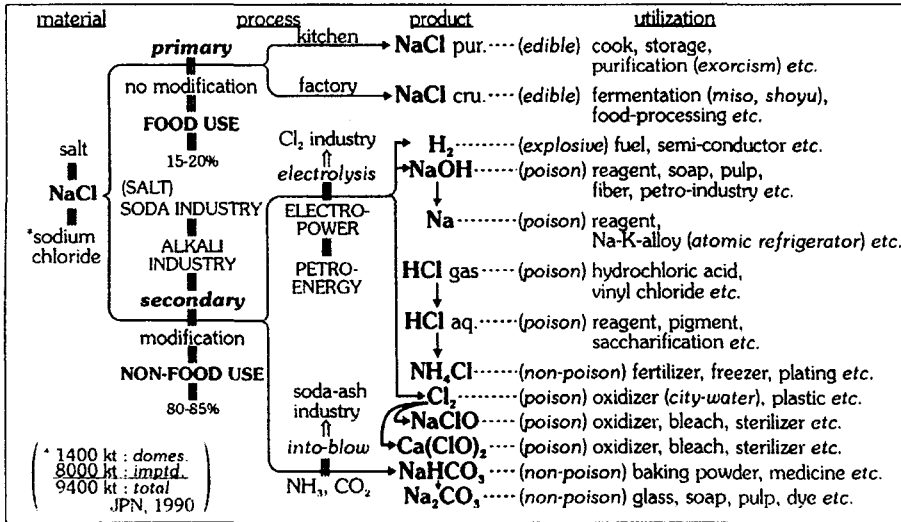 material process product utilization
primary
no modification
FOOD USE
15-20%
kitchen
factory
salt
NaCl
*sodium
chloride
(SALT)
SODA INDUSTRY
ALKALI
INDUSTRY
secondary
modification
NON-FOOD USE
80-85%
Cl₂ industry
⇑
electrolysis
ELECTRO-
POWER
PETRO-
ENERGY
soda-ash
industry
⇑
into-blow
NH₃, CO₂
NaCl pur. ···· (edible) cook, storage,
purification (exorcism) etc.
NaCl cru. ···· (edible) fermentation (miso, shoyu),
food-processing etc.
H₂ ······ (explosive) fuel, semi-conductor etc.
NaOH ······ (poison) reagent, soap, pulp,
fiber, petro-industry etc.
Na ······ (poison) reagent,
Na-K-alloy (atomic refrigerator) etc.
HCl gas ····· (poison) hydrochloric acid,
vinyl chloride etc.
HCl aq. ······ (poison) reagent, pigment,
saccharification etc.
NH₄Cl ······ (non-poison) fertilizer, freezer, plating etc.
Cl₂ ······ (poison) oxidizer (city-water), plastic etc.
NaClO ····· (poison) oxidizer, bleach, sterilizer etc.
Ca(ClO)₂ ····· (poison) oxidizer, bleach, sterilizer etc.
NaHCO₃ ···· (non-poison) baking powder, medicine etc.
Na₂CO₃ ···· (non-poison) glass, soap, pulp, dye etc.
* 1400 kt : domes.
8000 kt : imptd.
9400 kt : total
JPN, 1990